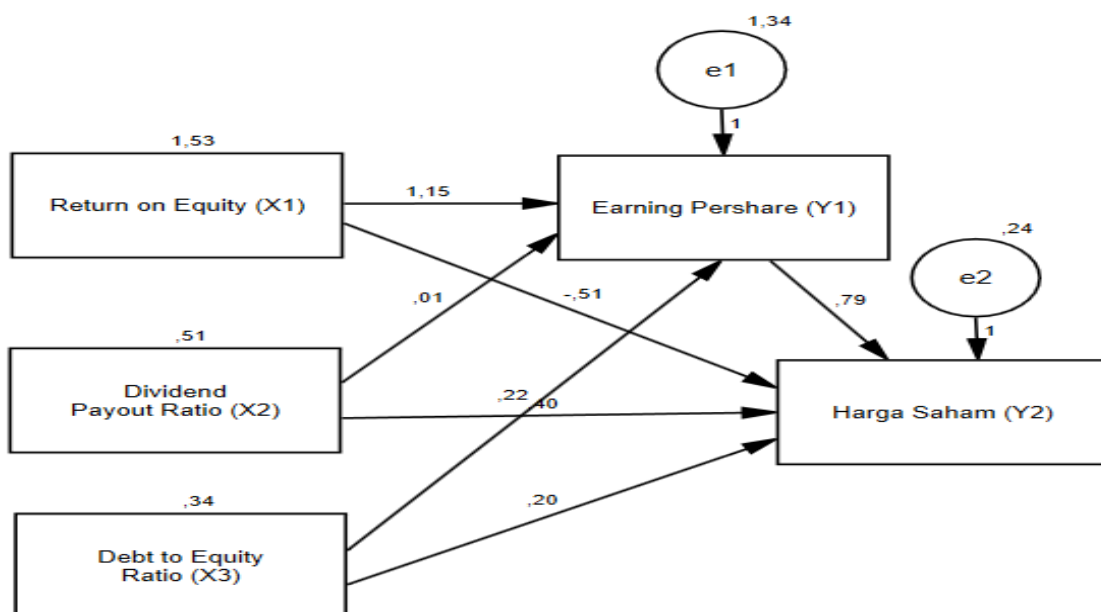 1,34
e1
1
1,53
Return on Equity (X1)
1,15
Earning Pershare (Y1)
,24
e2
,01
-,51
,79
1
,51
Dividend
Payout Ratio (X2)
,22
,40
Harga Saham (Y2)
,34
,20
Debt to Equity
Ratio (X3)